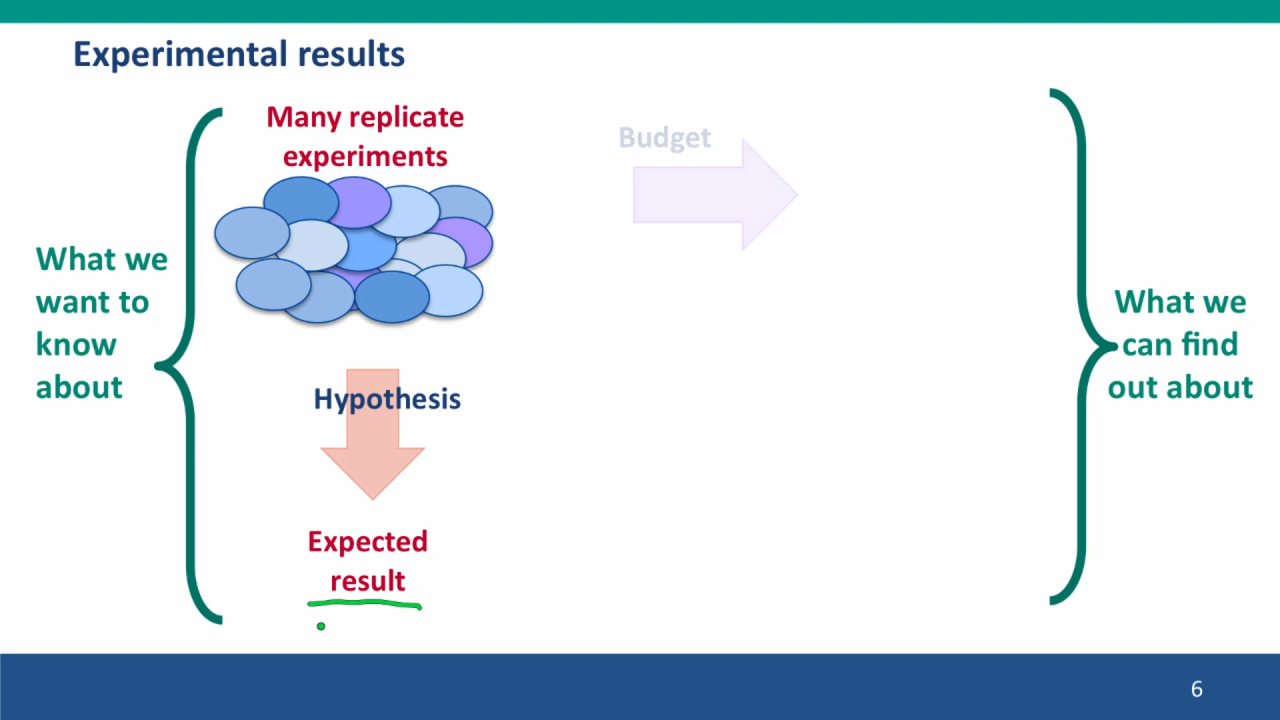 Experimental results
Many replicate
experiments
Budget
What we
want to
know
about
What we
can find
out about
Hypothesis
Expected
result
6